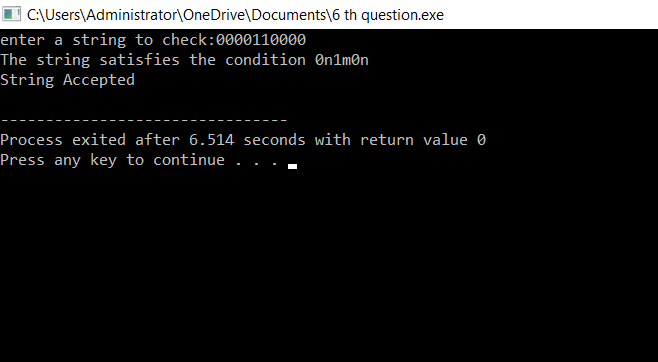 C:\Users\Administrator\OneDrive\Documents\6 th question.exe
enter a string to check:0000110000
The string satisfies the condition 0n1m0n
String Accepted
--------------------------------
Process exited after 6.514 seconds with return value 0
Press any key to continue . . .